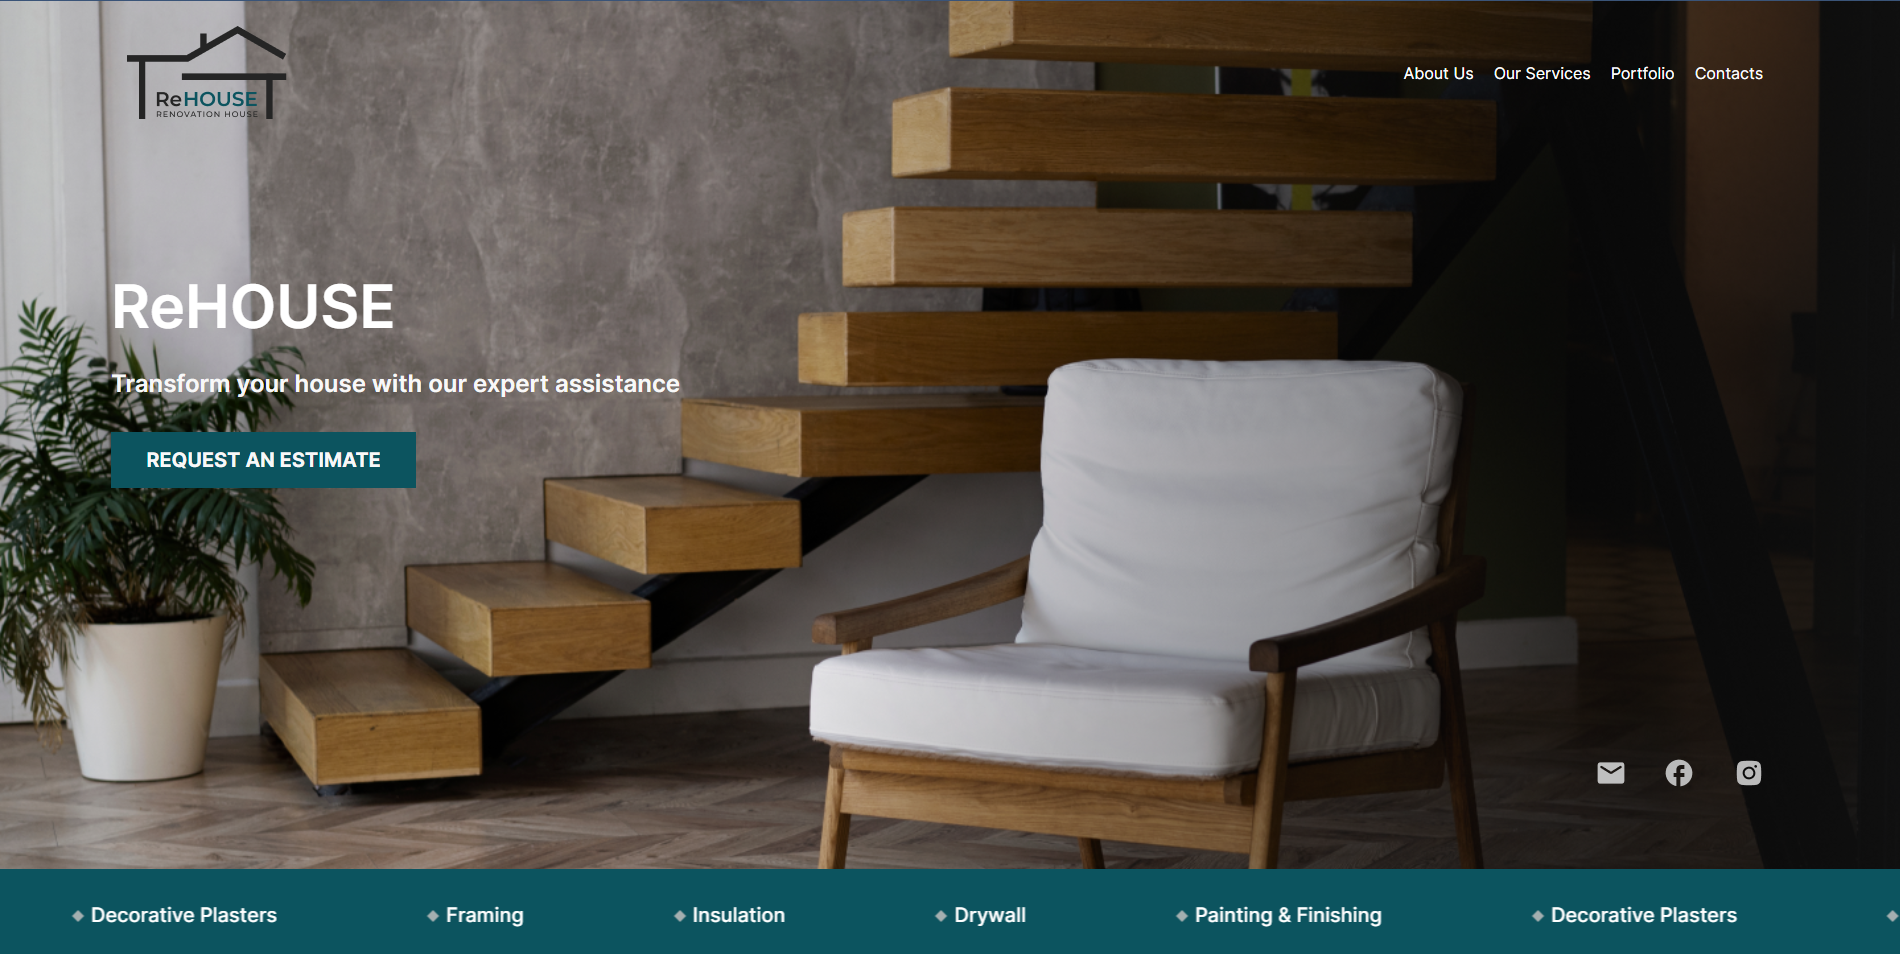 ReHOUSE
RENOVATION HOUSE
About Us Our Services Portfolio Contacts
ReHOUSE
Transform your house with our expert assistance
REQUEST AN ESTIMATE
Decorative Plasters Framing Insulation Drywall Painting & Finishing Decorative Plasters